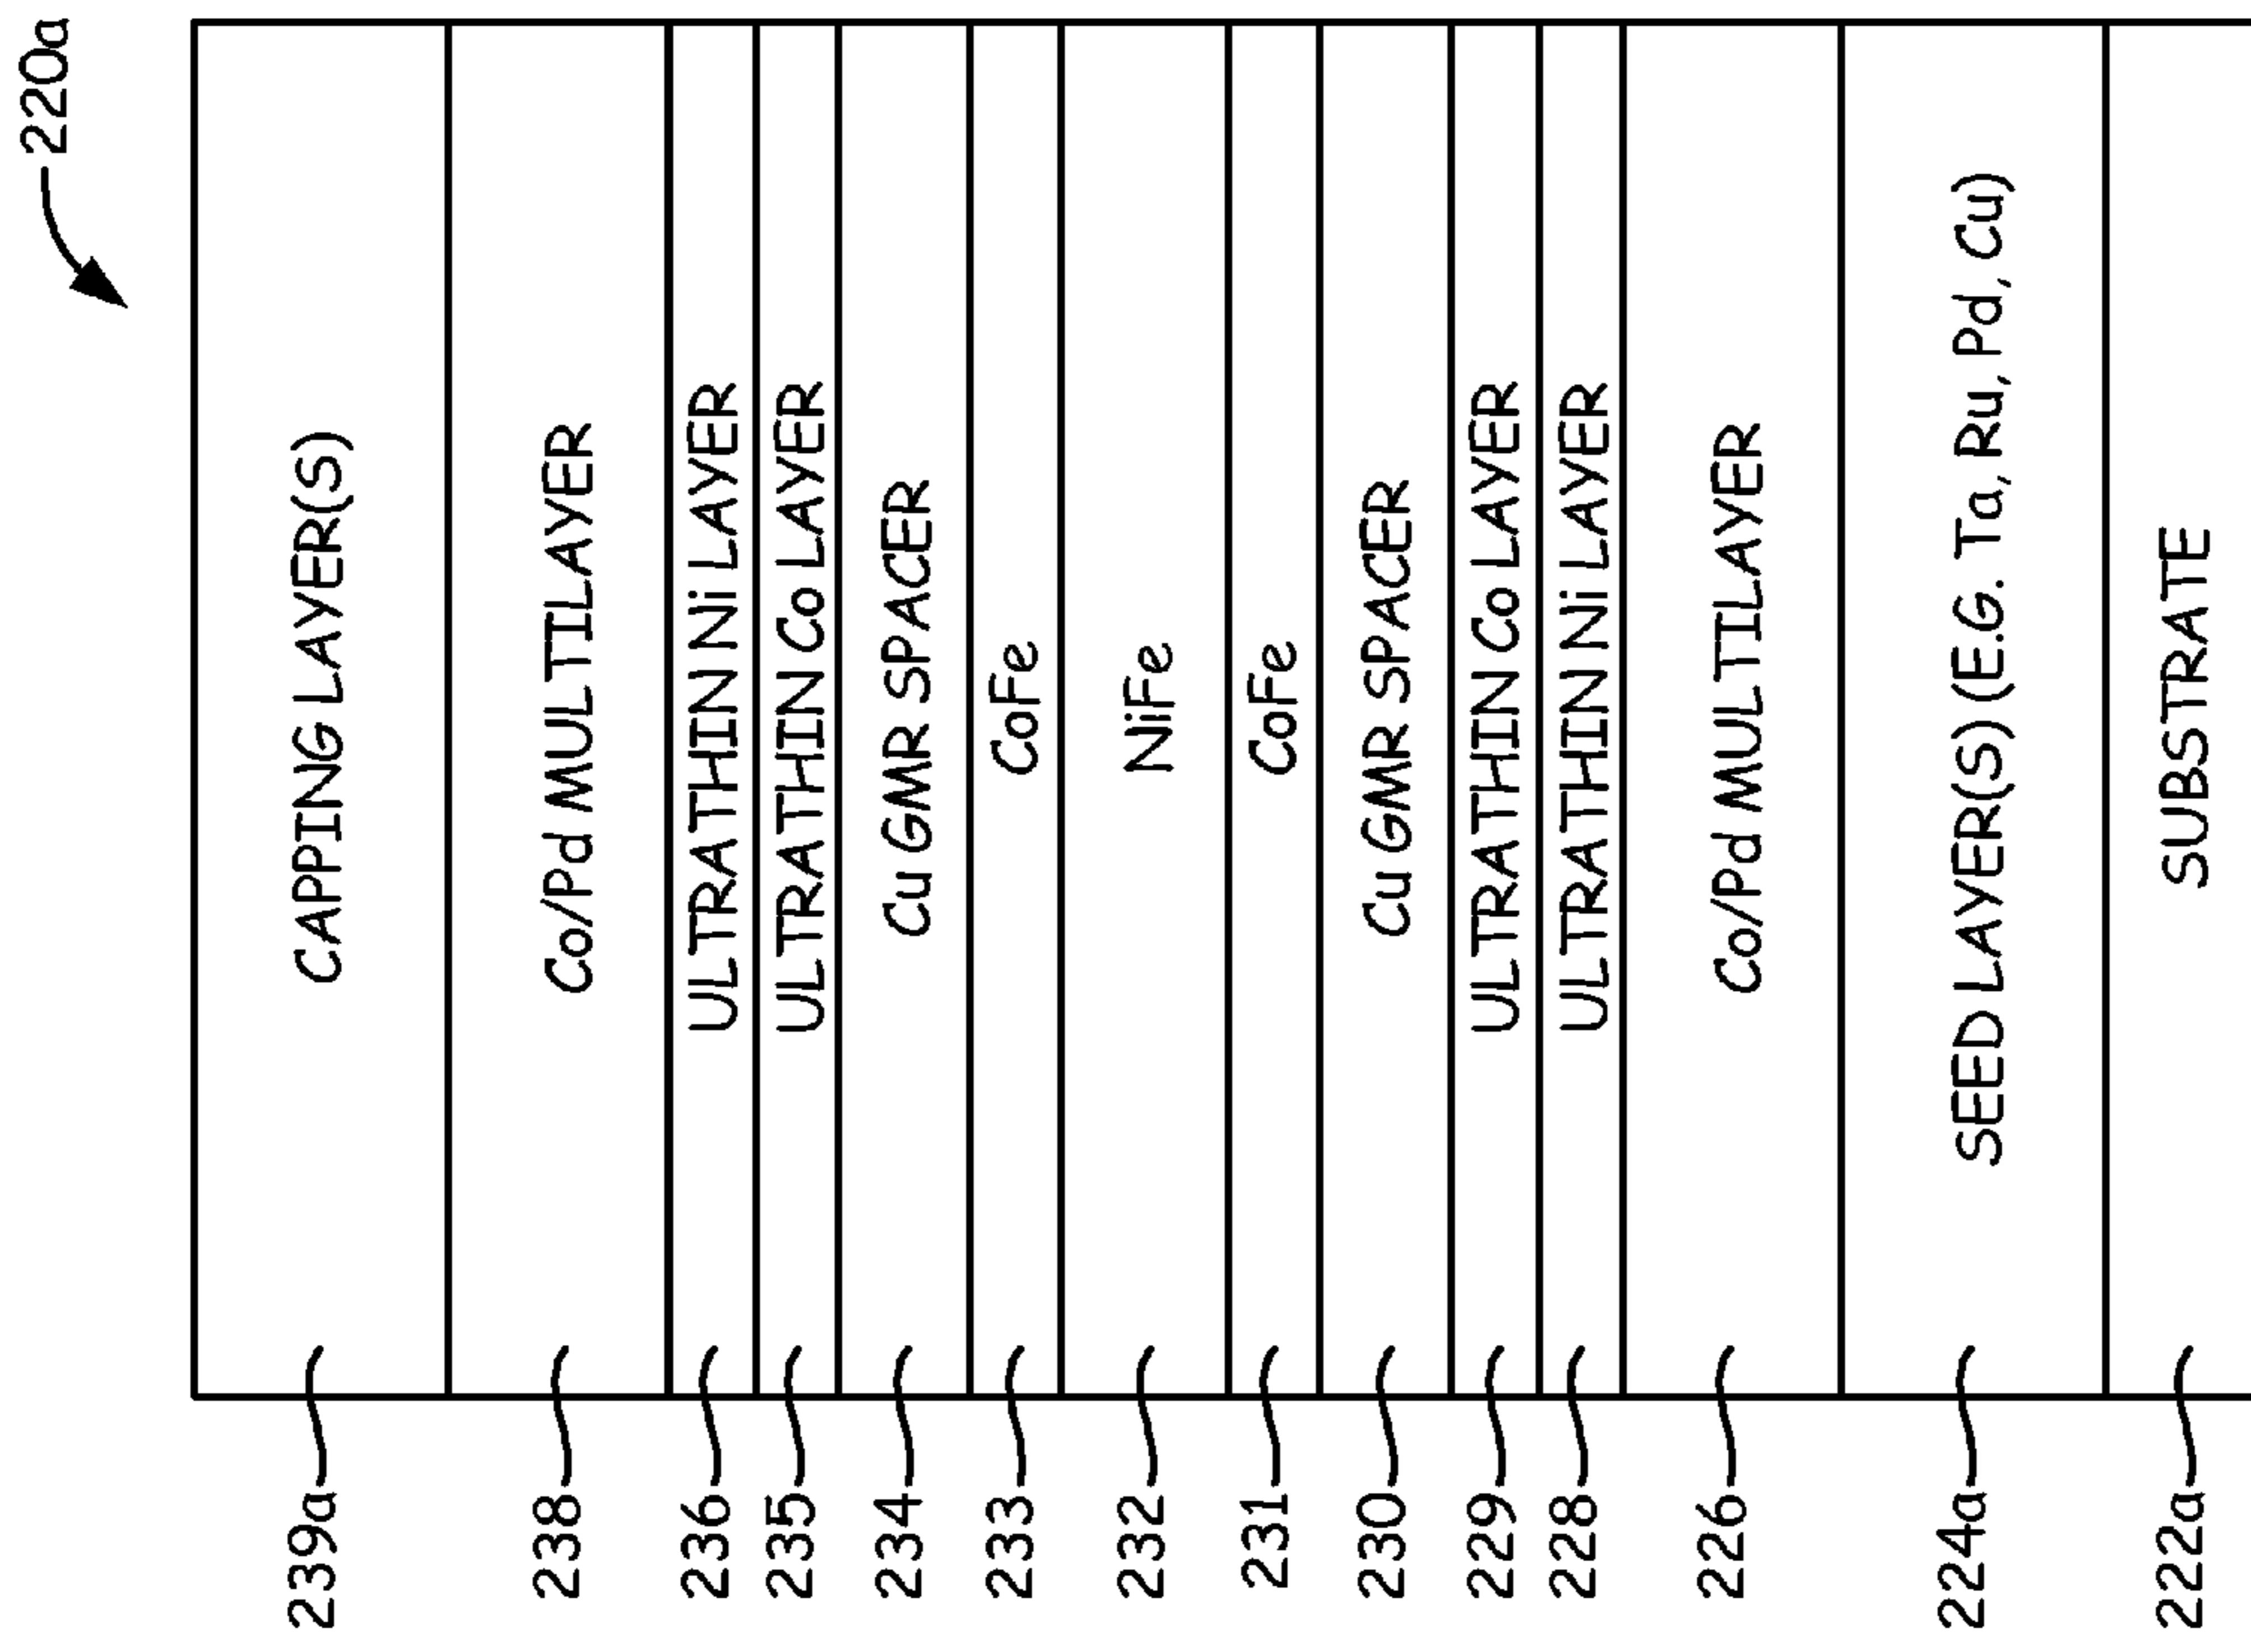 220a
239a CAPPING LAYER(S)
238 Co/Pd MULTILAYER
236 ULTRATHIN Ni LAYER
235 ULTRATHIN Co LAYER
234 Cu GMR SPACER
233 CoFe
232 NiFe
231 CoFe
230 Cu GMR SPACER
229 ULTRATHIN Co LAYER
228 ULTRATHIN Ni LAYER
226 Co/Pd MULTILAYER
224a SEED LAYER(S) (E.G. Ta, Ru, Pd, Cu)
222a SUBSTRATE